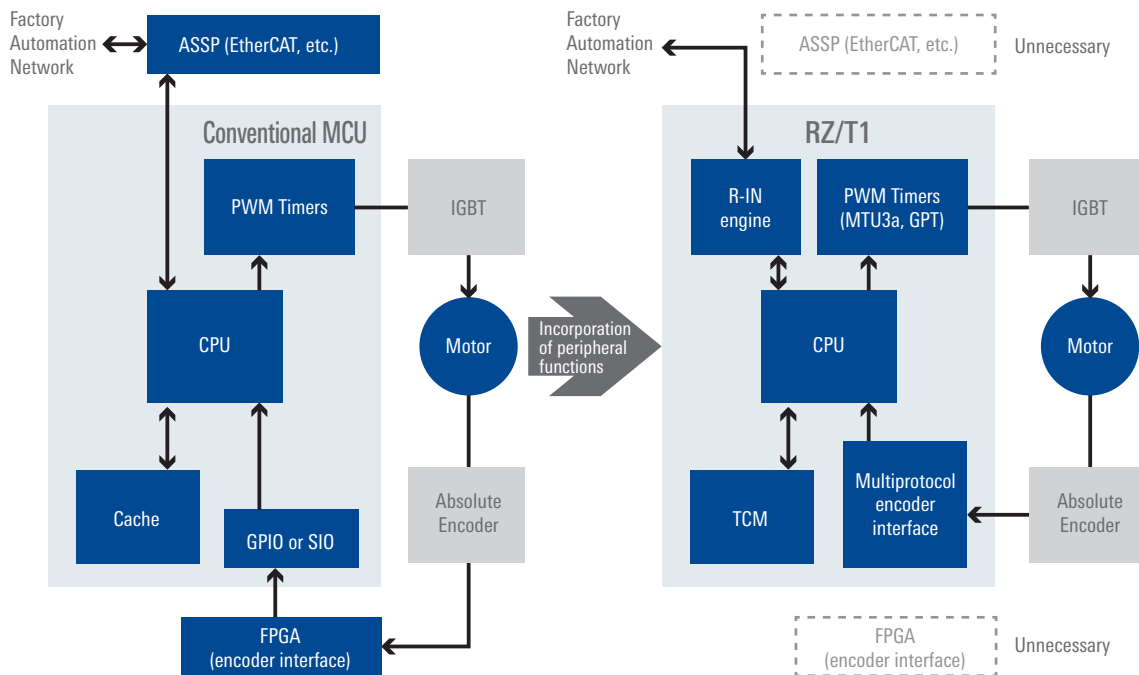 Factory
Automation
Network
ASSP (EtherCAT, etc.)
Conventional MCU
PWM Timers
IGBT
CPU
Motor
Cache
GPIO or SIO
Absolute
Encoder
FPGA
(encoder interface)
Incorporation
of peripheral
functions
Factory
Automation
Network
ASSP (EtherCAT, etc.)
Unnecessary
RZ/T1
R-IN
engine
PWM Timers
(MTU3a, GPT)
IGBT
CPU
Motor
TCM
Multiprotocol
encoder
interface
Absolute
Encoder
FPGA
(encoder interface)
Unnecessary